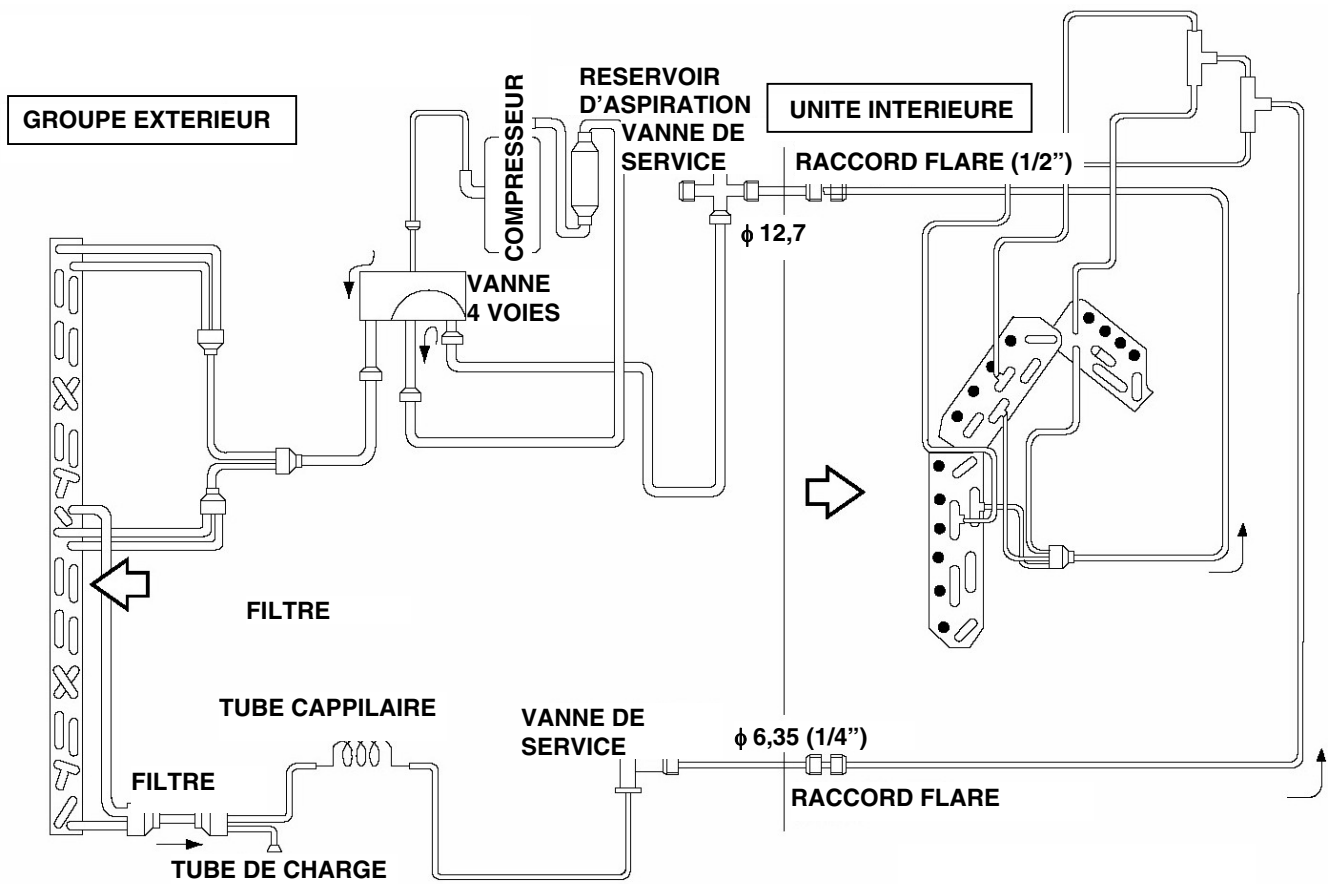 GROUPE EXTERIEUR
COMPRESSEUR
RESERVOIR
D'ASPIRATION
VANNE DE
SERVICE
UNITE INTERIEURE
RACCORD FLARE (1/2”)
ϕ 12,7
VANNE
4 VOIES
FILTRE
TUBE CAPPILAIRE
VANNE DE
SERVICE
ϕ 6,35 (1/4”)
FILTRE
RACCORD FLARE
TUBE DE CHARGE